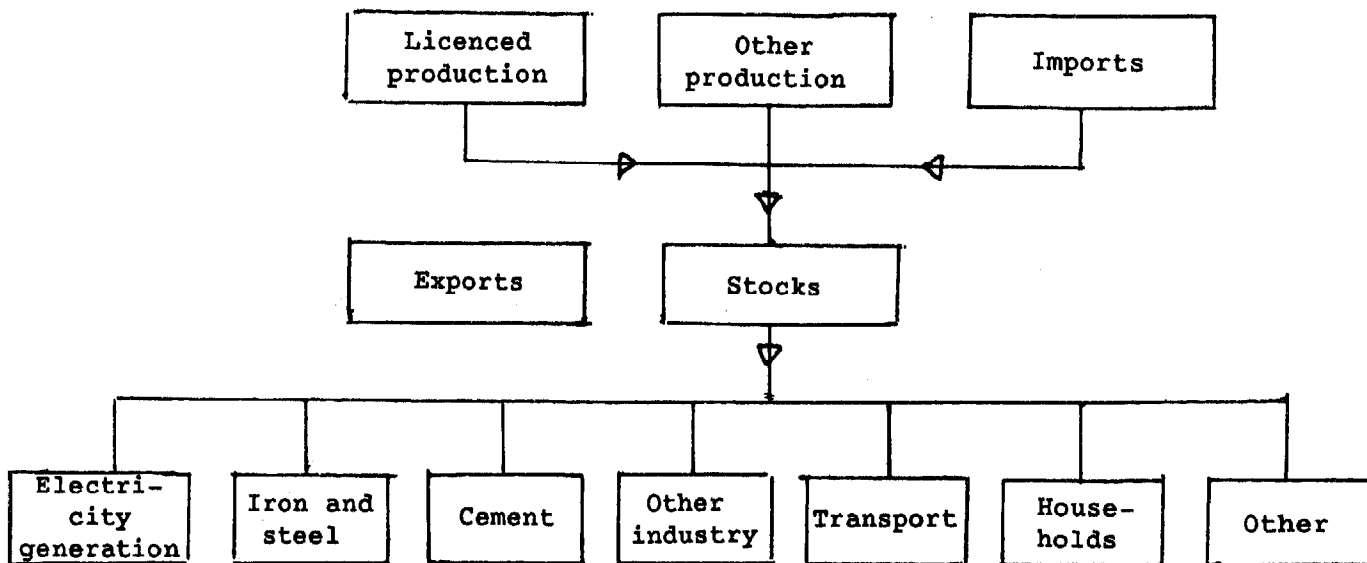 Licenced
production
Other
production
Imports
Exports
Stocks
Electri-
city
generation
Iron and
steel
Cement
Other
industry
Transport
House-
holds
Other